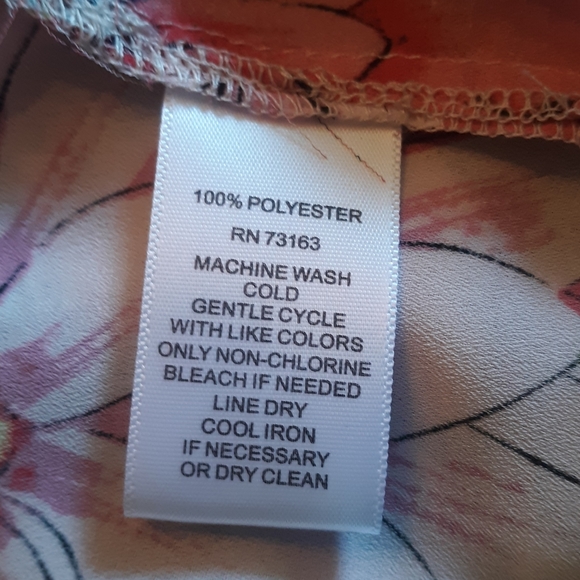 100% POLYESTER
RN 73163
MACHINE WASH
COLD
GENTLE CYCLE
WITH LIKE COLORS
ONLY NON-CHLORINE
BLEACH IF NEEDED
LINE DRY
COOL IRON
IF NECESSARY
OR DRY CLEAN